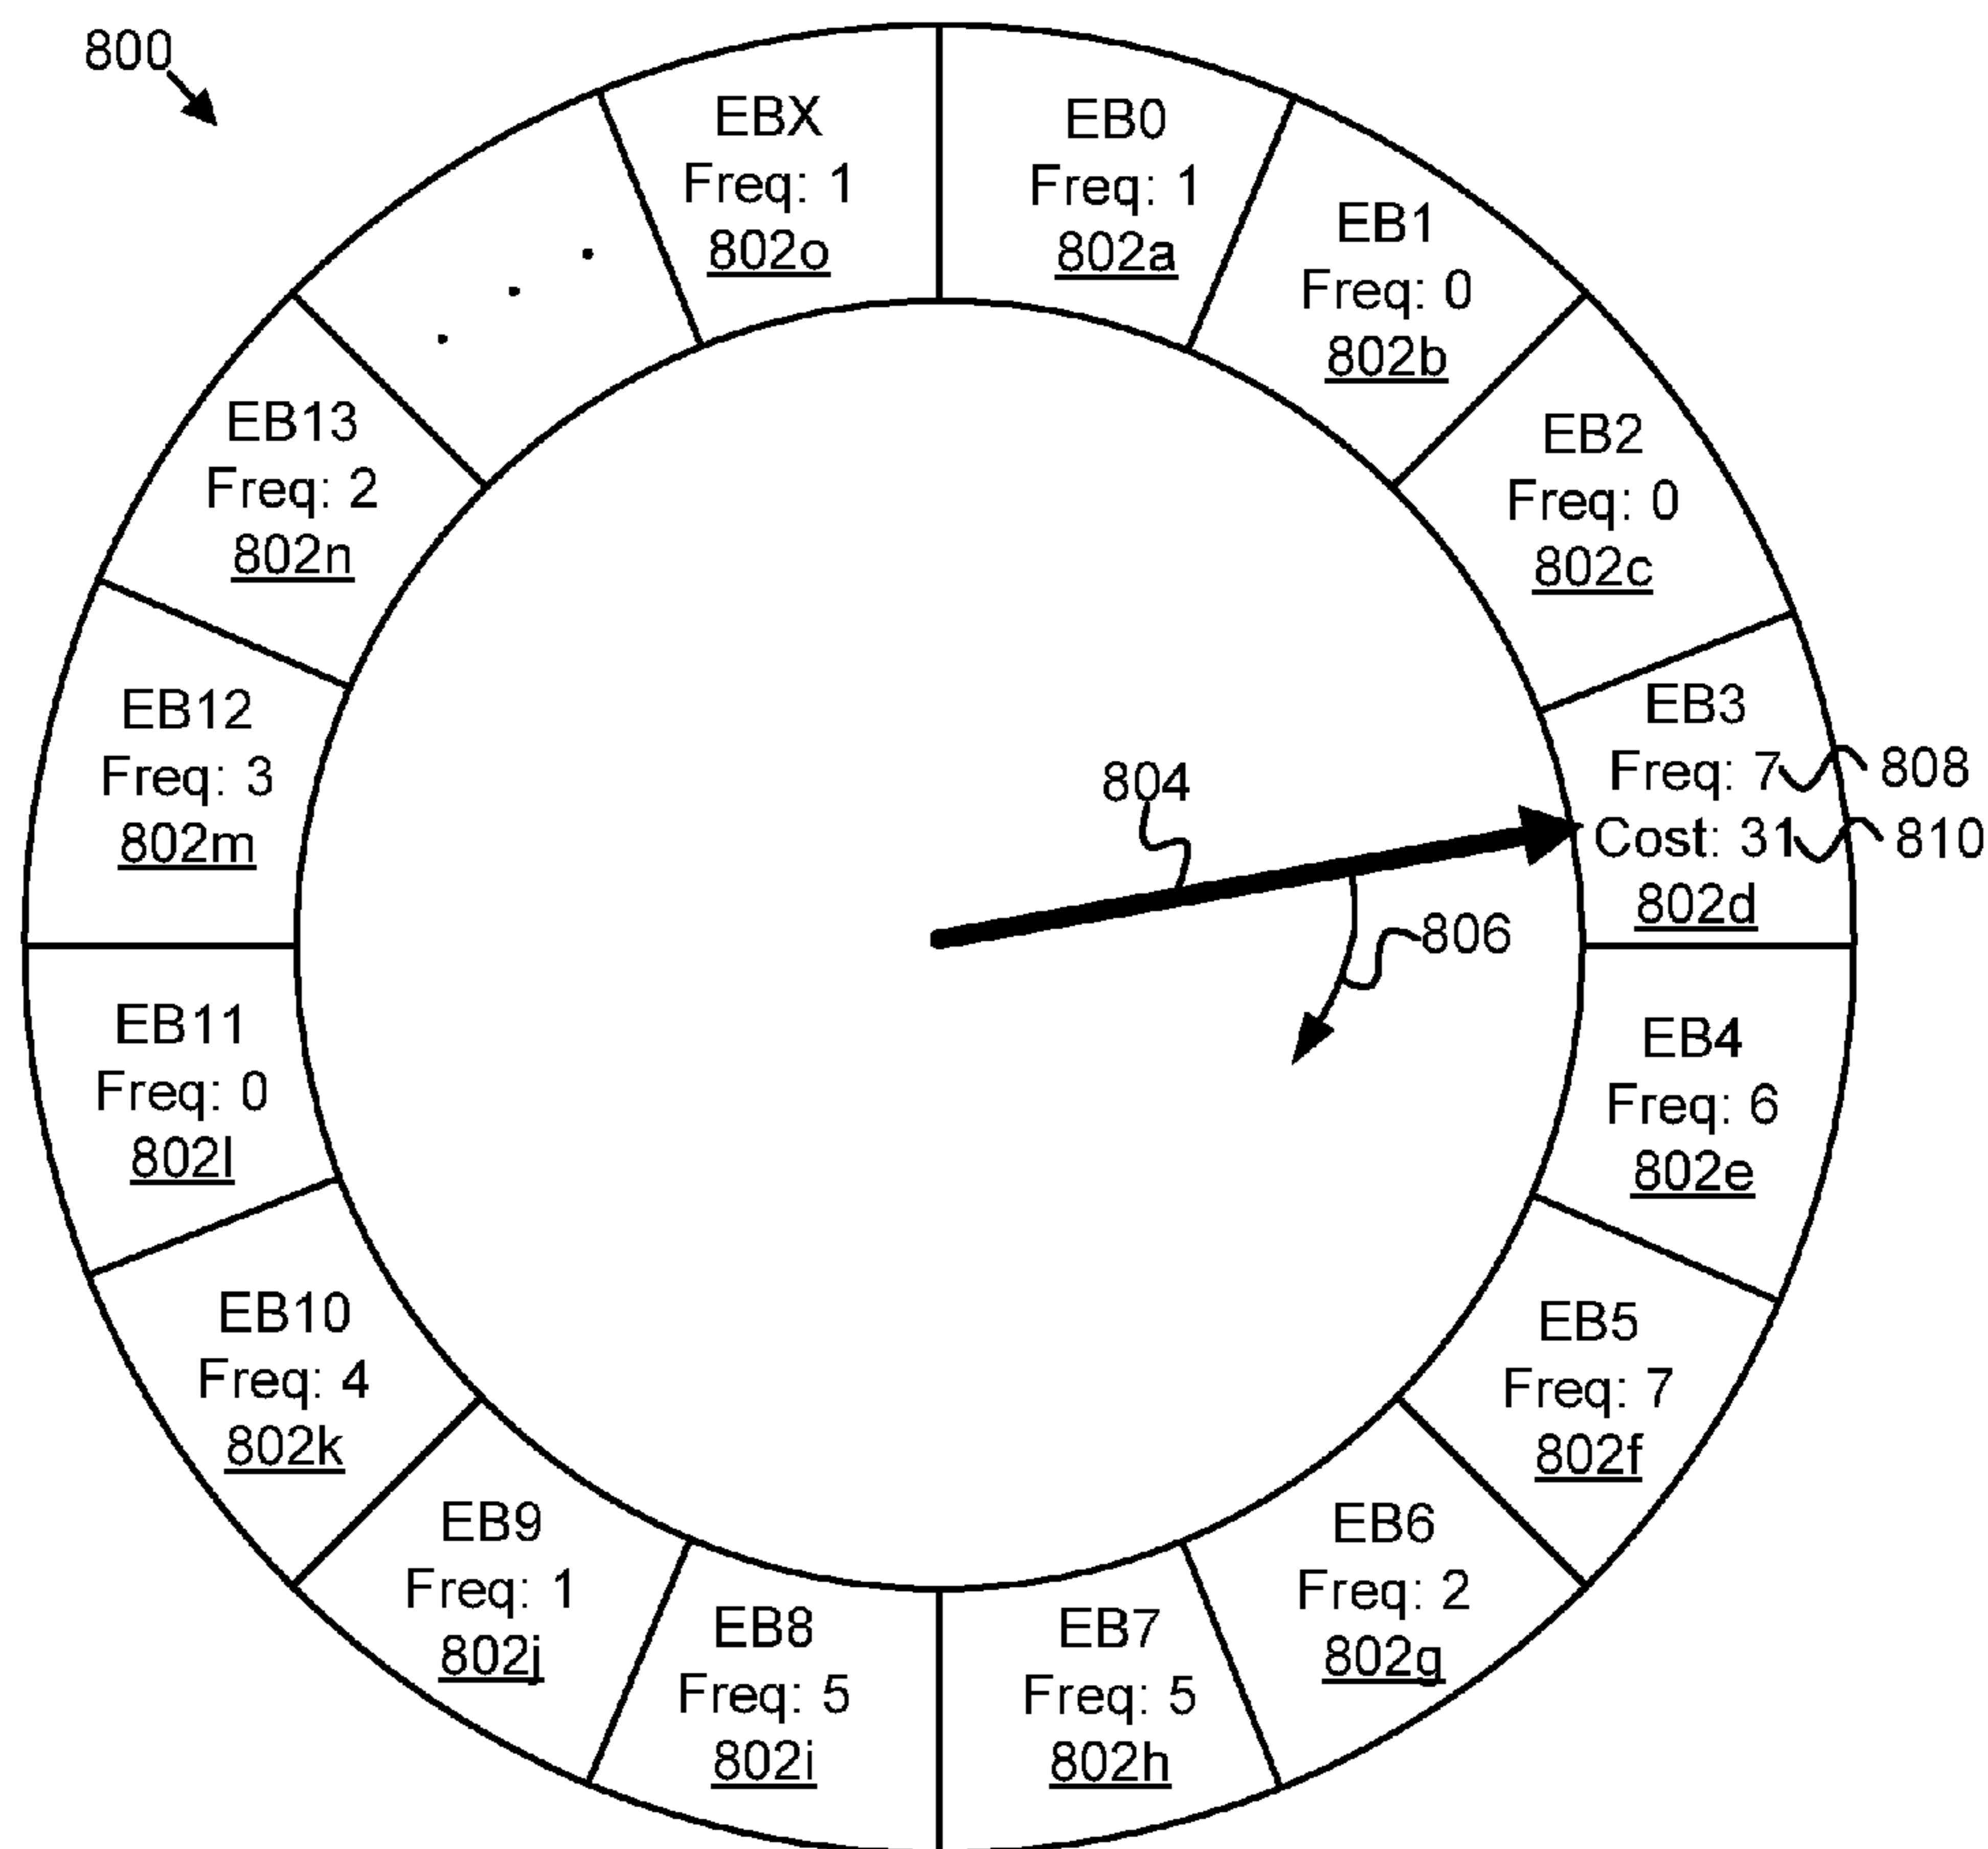 800
EBX
Freq: 1
802o
EB0
Freq: 1
802a
EB1
Freq: 0
802b
EB2
Freq: 0
802c
EB3
Freq: 7
Cost: 31
802d
808
810
804
806
EB4
Freq: 6
802e
EB5
Freq: 7
802f
EB6
Freq: 2
802g
EB7
Freq: 5
802h
EB8
Freq: 5
802i
EB9
Freq: 1
802j
EB10
Freq: 4
802k
EB11
Freq: 0
802l
EB12
Freq: 3
802m
EB13
Freq: 2
802n
. . .